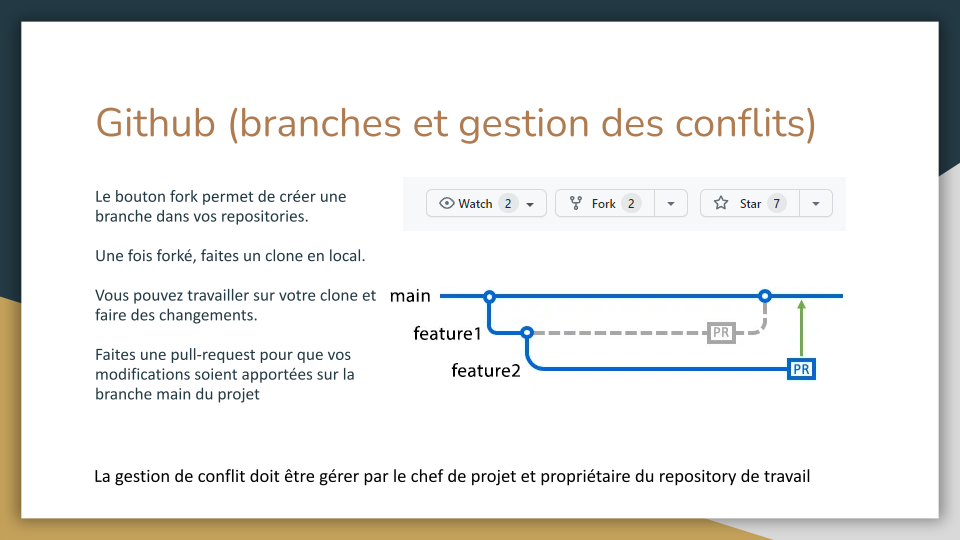 Github (branches et gestion des conflits)
Le bouton fork permet de créer une
branche dans vos repositories.
Une fois forké, faites un clone en local.
Vous pouvez travailler sur votre clone et
faire des changements.
Faites une pull-request pour que vos
modifications soient apportées sur la
branche main du projet
Watch 2 Fork 2 Star 7
main
feature1 PR
feature2 PR
La gestion de conflit doit être gérer par le chef de projet et propriétaire du repository de travail